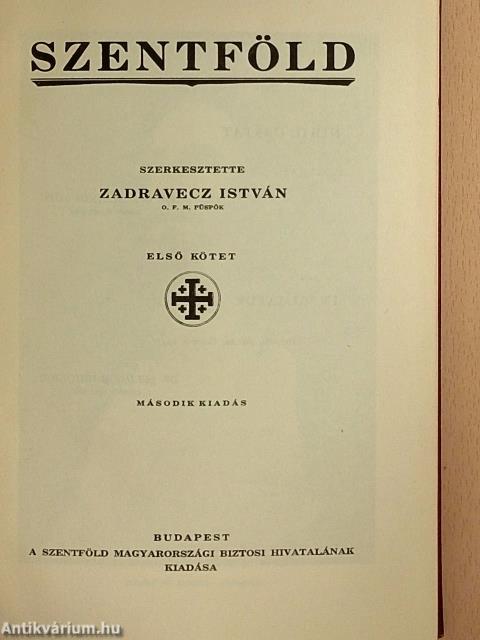 SZENTFÖLD
SZERKESZTETTE
ZADRAVECZ ISTVÁN
O. F. M. PÜSPÖK
ELSŐ KÖTET
MÁSODIK KIADÁS
BUDAPEST
A SZENTFÖLD MAGYARORSZÁGI BIZTOSI HIVATALÁNAK
KIADÁSA
Antikvárium.hu